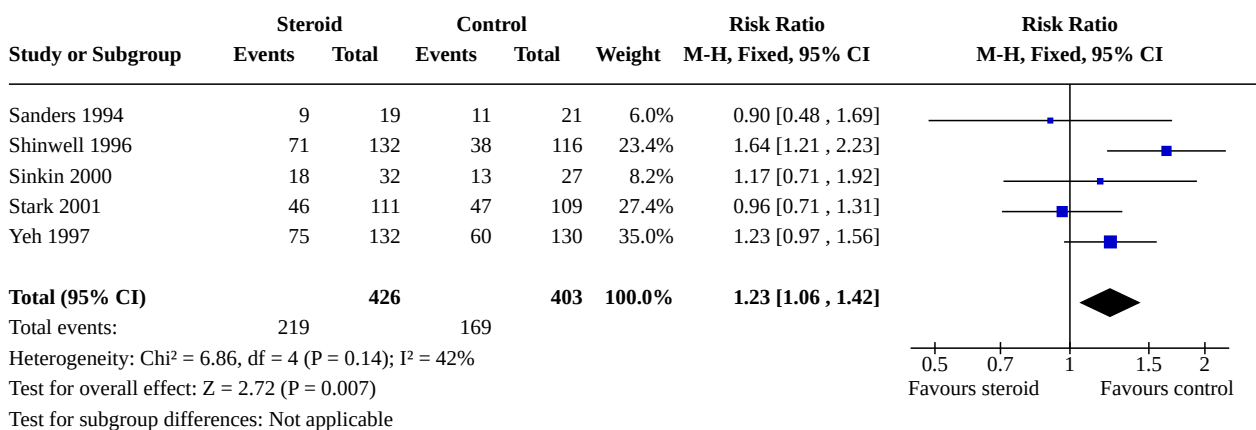 Steroid Control Risk Ratio Risk Ratio
Study or Subgroup Events Total Events Total Weight M-H, Fixed, 95% CI M-H, Fixed, 95% CI
Sanders 1994 9 19 11 21 6.0% 0.90 [0.48 , 1.69]
Shinwell 1996 71 132 38 116 23.4% 1.64 [1.21 , 2.23]
Sinkin 2000 18 32 13 27 8.2% 1.17 [0.71 , 1.92]
Stark 2001 46 111 47 109 27.4% 0.96 [0.71 , 1.31]
Yeh 1997 75 132 60 130 35.0% 1.23 [0.97 , 1.56]
Total (95% CI) 426 403 100.0% 1.23 [1.06 , 1.42]
Total events: 219 169
Heterogeneity: Chi² = 6.86, df = 4 (P = 0.14); I² = 42%
Test for overall effect: Z = 2.72 (P = 0.007)
Test for subgroup differences: Not applicable
0.5 0.7 1 1.5 2
Favours steroid Favours control